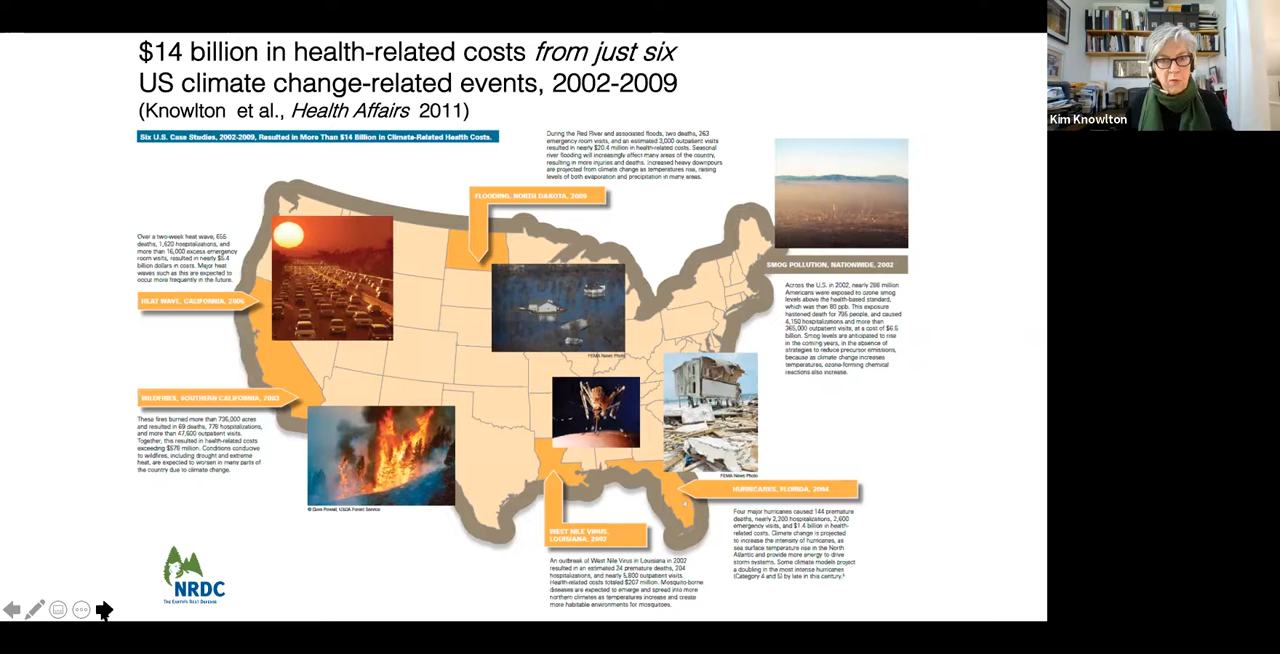 $14 billion in health-related costs from just six
US climate change-related events, 2002-2009
(Knowlton et al., Health Affairs 2011)
Six U.S. Case Studies, 2002-2009, Resulted in More Than $14 Billion in Climate-Related Health Costs.
Kim Knowlton
During the Red River and associated floods, two deaths, 263
emergency room visits, and an estimated 3,000 outpatient visits
resulted in nearly $20.4 million in health-related costs. Seasonal
river flooding will increasingly affect many areas of the country,
resulting in more injuries and deaths. Increased heavy downpours
are projected from climate change as temperatures rise, raising
levels of both evaporation and precipitation in many areas.
FLOODING, NORTH DAKOTA, 2009
Over a two-week heat wave, 655
deaths, 1,620 hospitalizations, and
more than 16,000 excess emergency
room visits, resulted in nearly $5.4
billion dollars in costs. Major heat
waves such as this are expected to
occur more frequently in the future.
HEAT WAVE, CALIFORNIA, 2006
SMOG POLLUTION, NATIONWIDE, 2002
Across the U.S. in 2002, nearly 288 million
Americans were exposed to ozone smog
levels above the health-based standard,
which was then 80 ppb. This exposure
hastened death for 795 people, and caused
4,150 hospitalizations and more than
365,000 outpatient visits, at a cost of $6.5
billion. Smog levels are anticipated to rise
in the coming years, in the absence of
strategies to reduce precursor emissions,
because as climate change increases
temperatures, ozone-forming chemical
reactions also increase.
FEMA News Photo
WILDFIRES, SOUTHERN CALIFORNIA, 2003
These fires burned more than 736,000 acres
and resulted in 69 deaths, 778 hospitalizations,
and more than 47,600 outpatient visits.
Together, this resulted in health-related costs
exceeding $578 million. Conditions conducive
to wildfires, including drought and extreme
heat, are expected to worsen in many parts of
the country due to climate change.
© Dave Powell, USDA Forest Service
FEMA News Photo
HURRICANES, FLORIDA, 2004
Four major hurricanes caused 144 premature
deaths, nearly 2,200 hospitalizations, 2,600
emergency visits, and $1.4 billion in health-
related costs. Climate change is projected
to increase the intensity of hurricanes, as
sea surface temperature rise in the North
Atlantic and provide more energy to drive
storm systems. Some climate models project
a doubling in the most intense hurricanes
(Category 4 and 5) by late in this century.
WEST NILE VIRUS,
LOUISIANA, 2002
An outbreak of West Nile Virus in Louisiana in 2002
resulted in an estimated 24 premature deaths, 204
hospitalizations, and nearly 5,800 outpatient visits.
Health-related costs totaled $207 million. Mosquito-borne
diseases are expected to emerge and spread into more
northern climates as temperatures increase and create
more habitable environments for mosquitoes.
NRDC
THE EARTH'S BEST DEFENSE